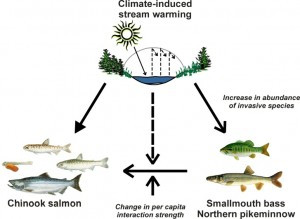 Climate-induced
stream warming
Increase in abundance
of invasive species
Chinook salmon
Change in per capita
interaction strength
Smallmouth bass
Northern pikeminnow